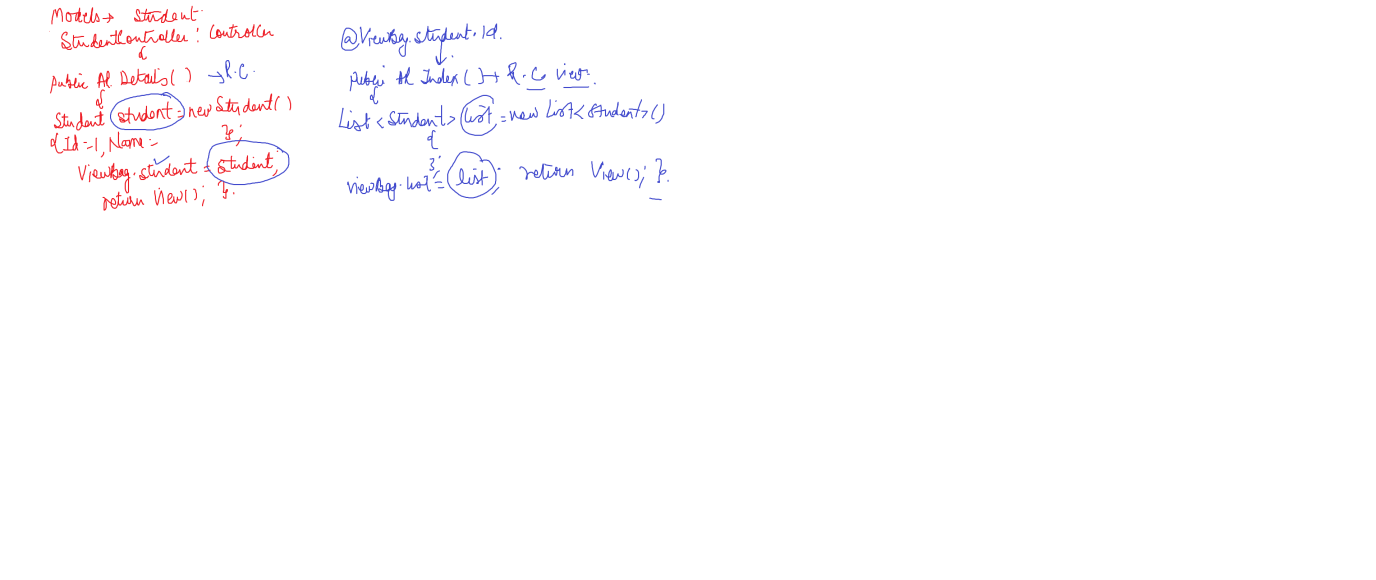 Models → Student
StudentController : Controller
{
public AR Details( ) → R.C.
{
Student student = new Student( )
{ Id = 1, Name =
} ;
ViewBag.student = student;
return View( ) ; }
@ViewBag.student.Id.
public AR Index( ) → R.C View.
{
List<Student> list = new List<Student>()
{
};
ViewBag.list = list ; return View( ) ; }